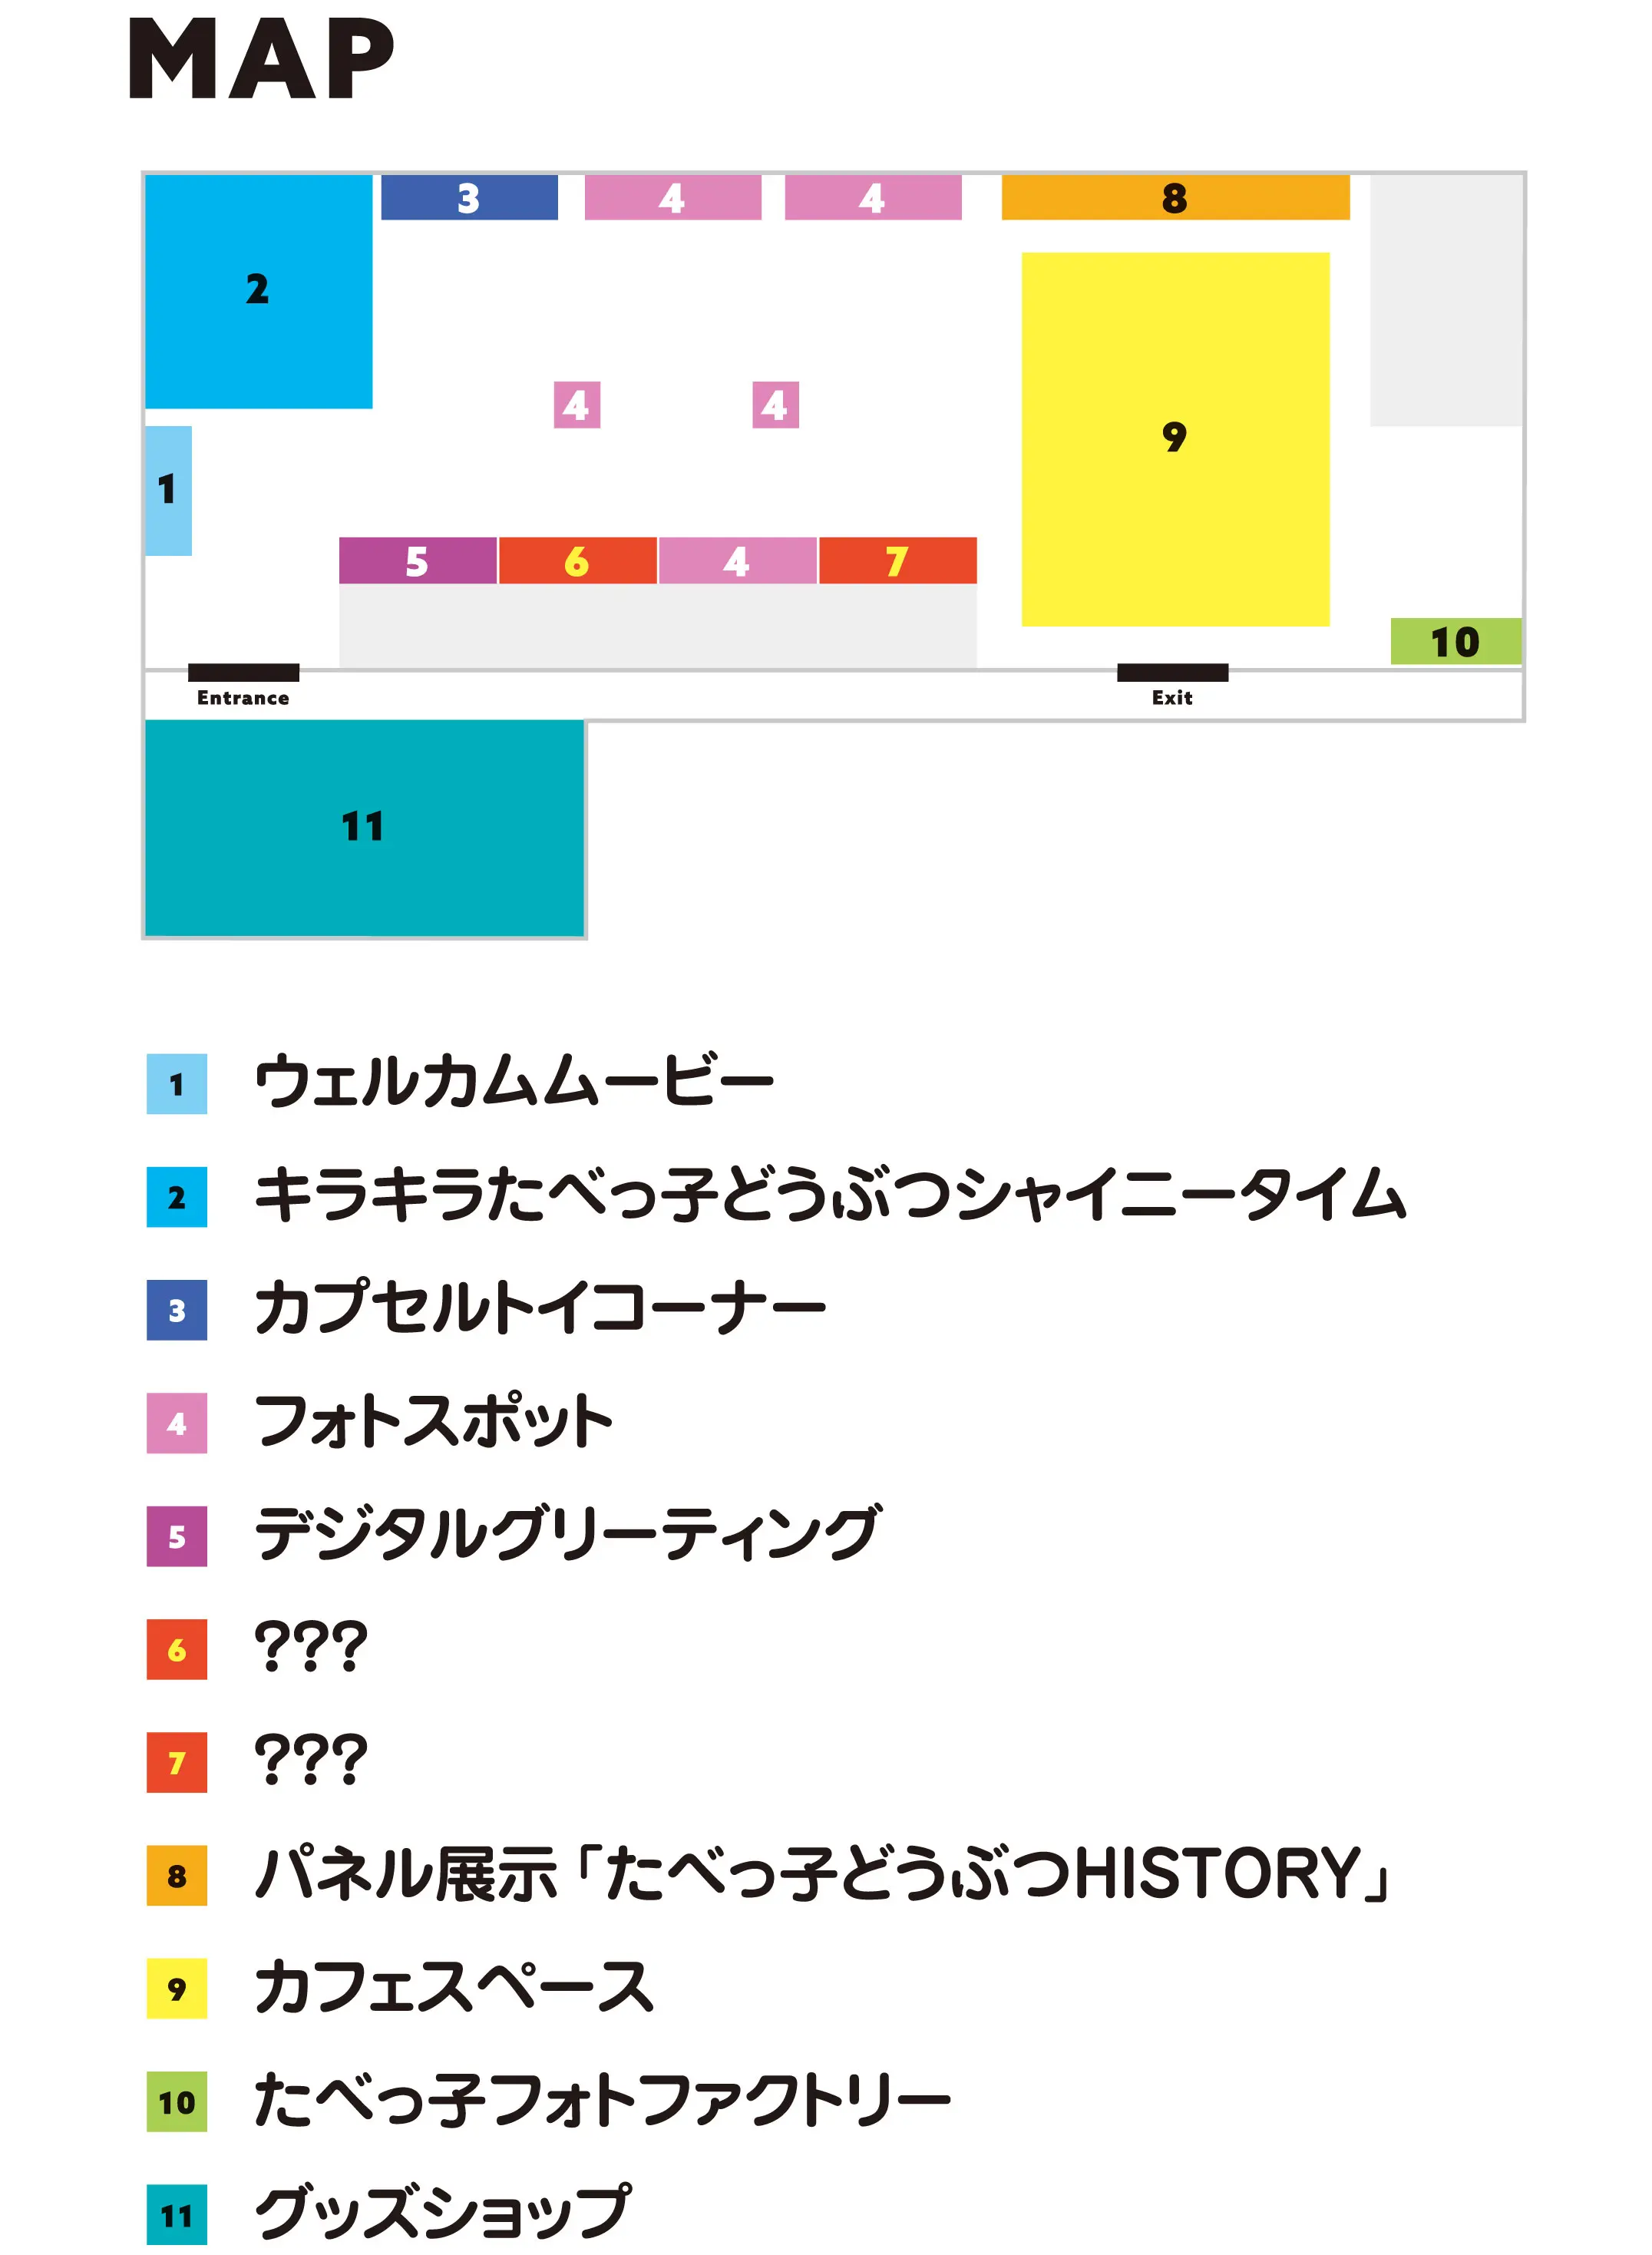 MAP
3 4 4 8
2
4 4
9
1
5 6 4 7
10
Entrance Exit
11
1 ウェルカムムービー
2 キラキラたべっ子どうぶつシャイニータイム
3 カプセルトイコーナー
4 フォトスポット
5 デジタルグリーティング
6 ???
7 ???
8 パネル展示「たべっ子どうぶつHISTORY」
9 カフェスペース
10 たべっ子フォトファクトリー
11 グッズショップ